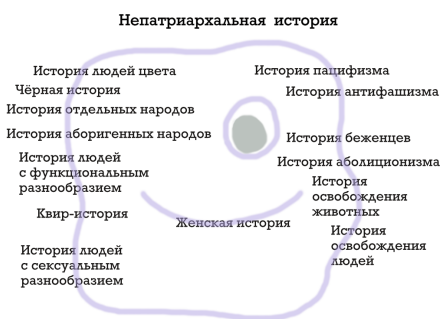 Непатриархальная история
История людей цвета
Чёрная история
История отдельных народов
История аборигенных народов
История людей
с функциональным
разнообразием
Квир-история
История людей
с сексуальным
разнообразием
Женская история
История пацифизма
История антифашизма
История беженцев
История аболиционизма
История
освобождения
животных
История
освобождения
людей